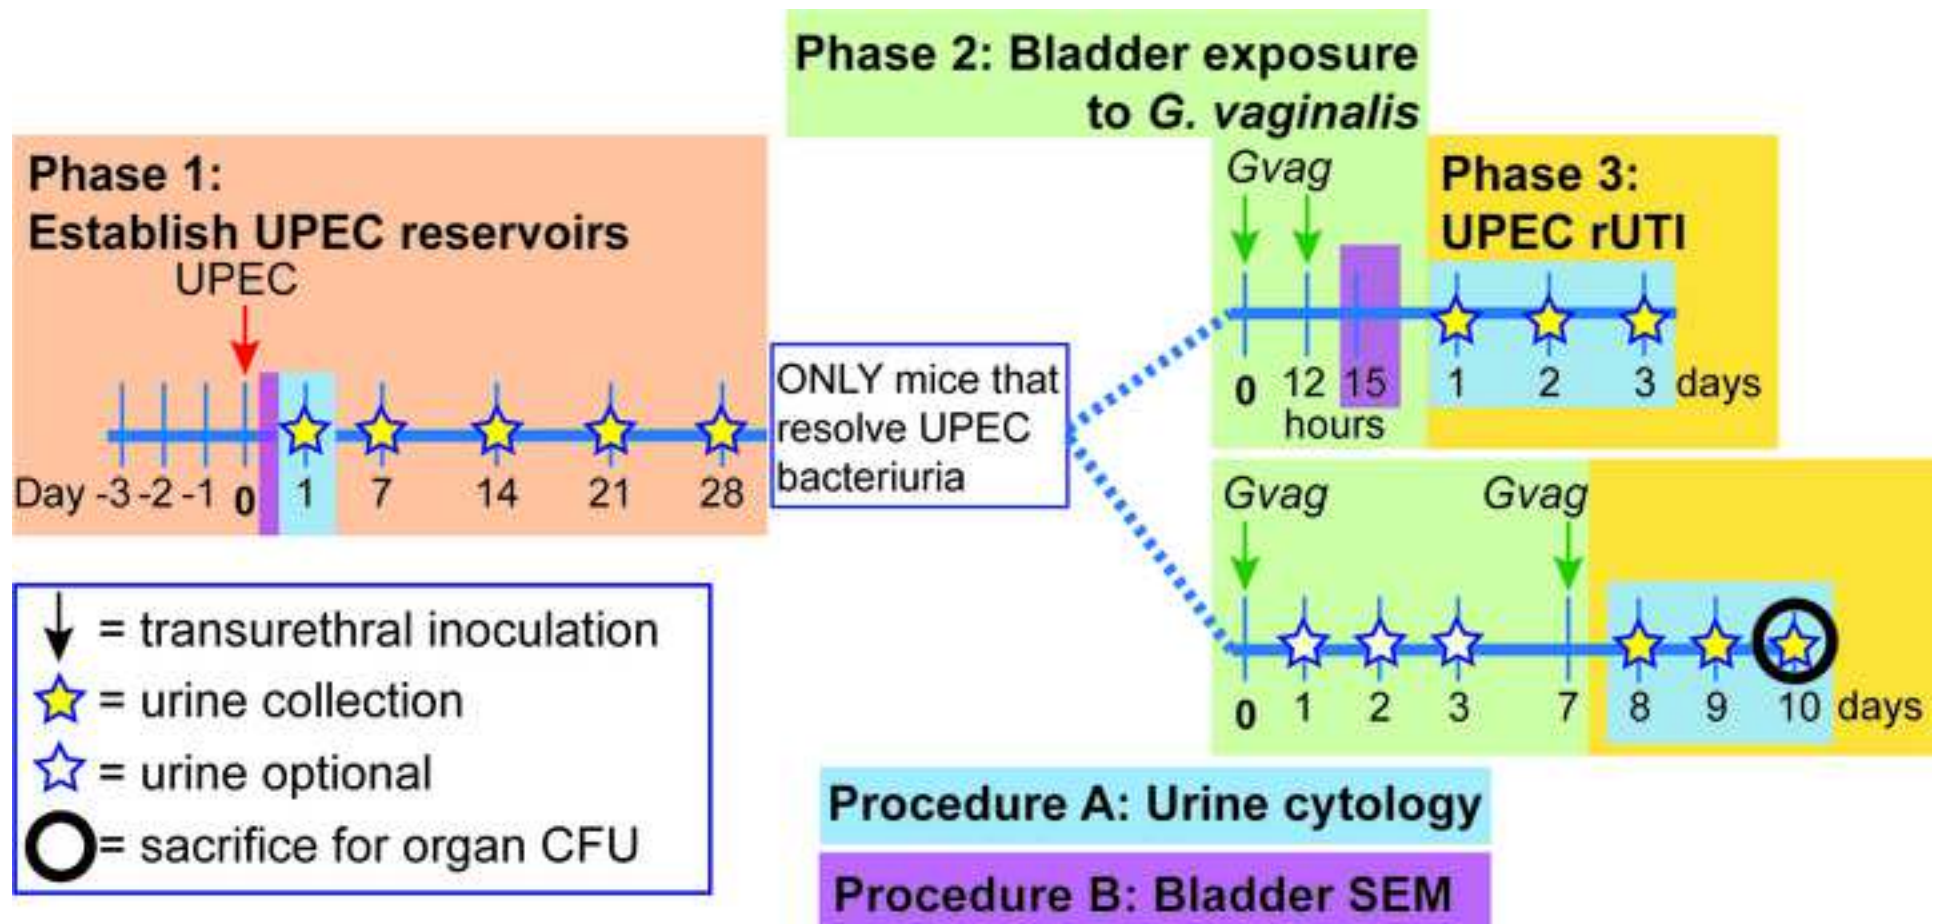 Phase 1:
Establish UPEC reservoirs
UPEC
Day -3 -2 -1 0 1 7 14 21 28
ONLY mice that
resolve UPEC
bacteriuria
Phase 2: Bladder exposure
to G. vaginalis
Gvag
0 12 15
hours
Phase 3:
UPEC rUTI
1 2 3 days
Gvag Gvag
0 1 2 3 7 8 9 10 days
= transurethral inoculation
= urine collection
= urine optional
= sacrifice for organ CFU
Procedure A: Urine cytology
Procedure B: Bladder SEM